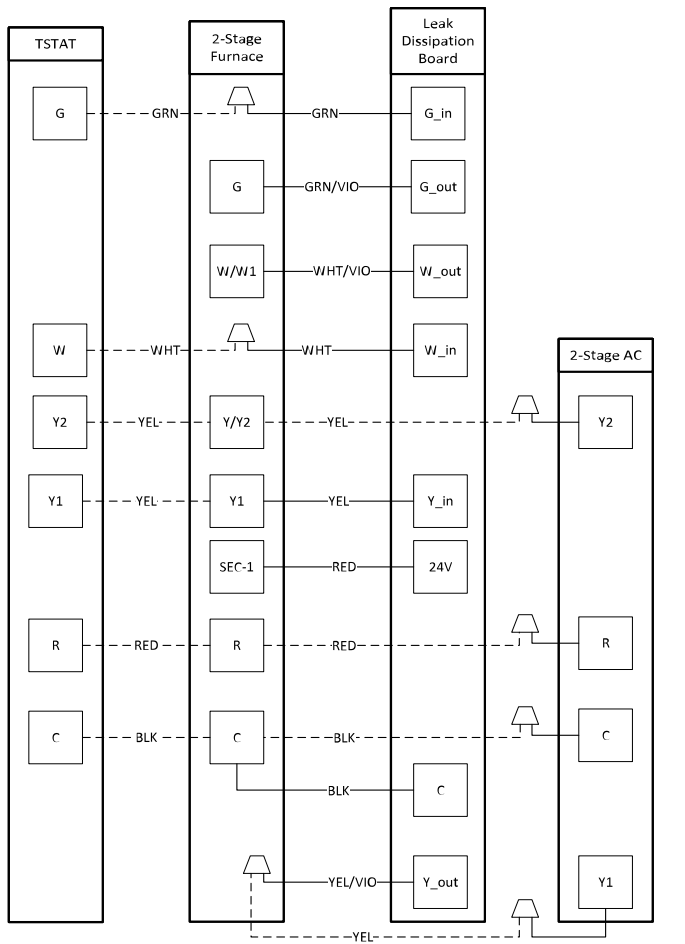 Leak
Dissipation
Board
2-Stage
Furnace
TSTAT
G
GRN
GRN
G_in
G
GRN/VIO
G_out
W/W1
WHT/VIO
W_out
W
WHT
WHT
W_in
2-Stage AC
Y2
YEL
Y/Y2
YEL
Y2
Y1
YEL
Y1
YEL
Y_in
SEC-1
RED
24V
R
RED
R
RED
R
C
BLK
C
BLK
C
BLK
C
YEL/VIO
Y_out
Y1
YEL